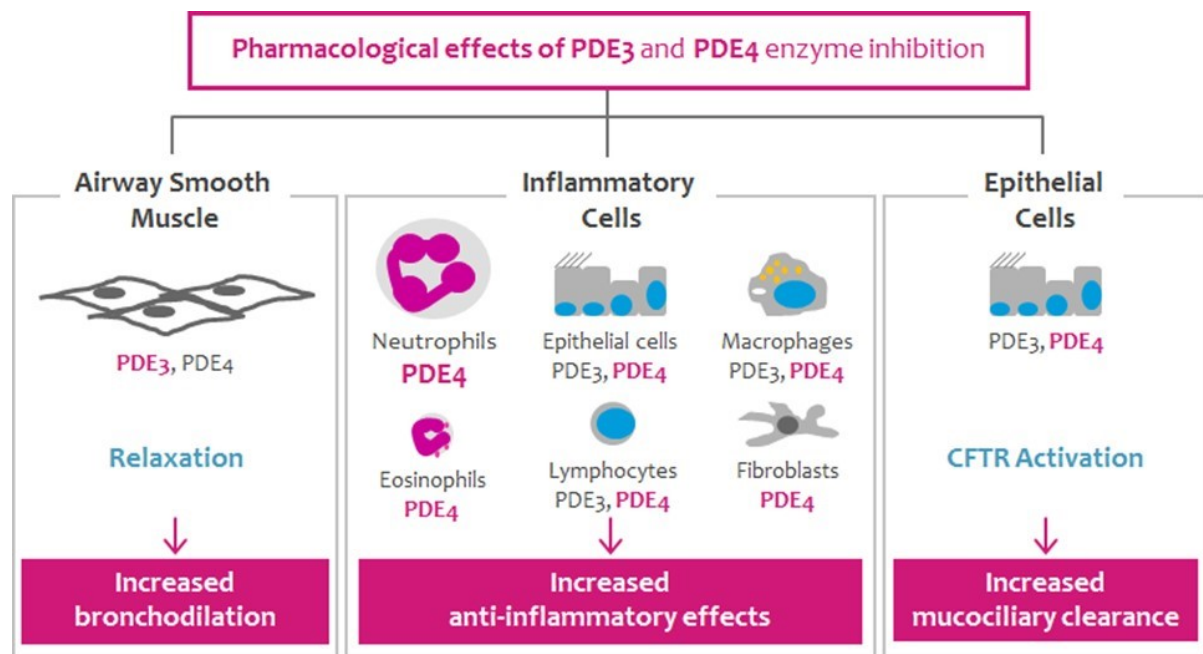 Pharmacological effects of PDE3 and PDE4 enzyme inhibition
Airway Smooth
Muscle
PDE3, PDE4
Relaxation
Increased
bronchodilation
Inflammatory
Cells
Neutrophils
PDE4
Epithelial cells
PDE3, PDE4
Macrophages
PDE3, PDE4
Eosinophils
PDE4
Lymphocytes
PDE3, PDE4
Fibroblasts
PDE4
Increased
anti-inflammatory effects
Epithelial
Cells
PDE3, PDE4
CFTR Activation
Increased
mucociliary clearance